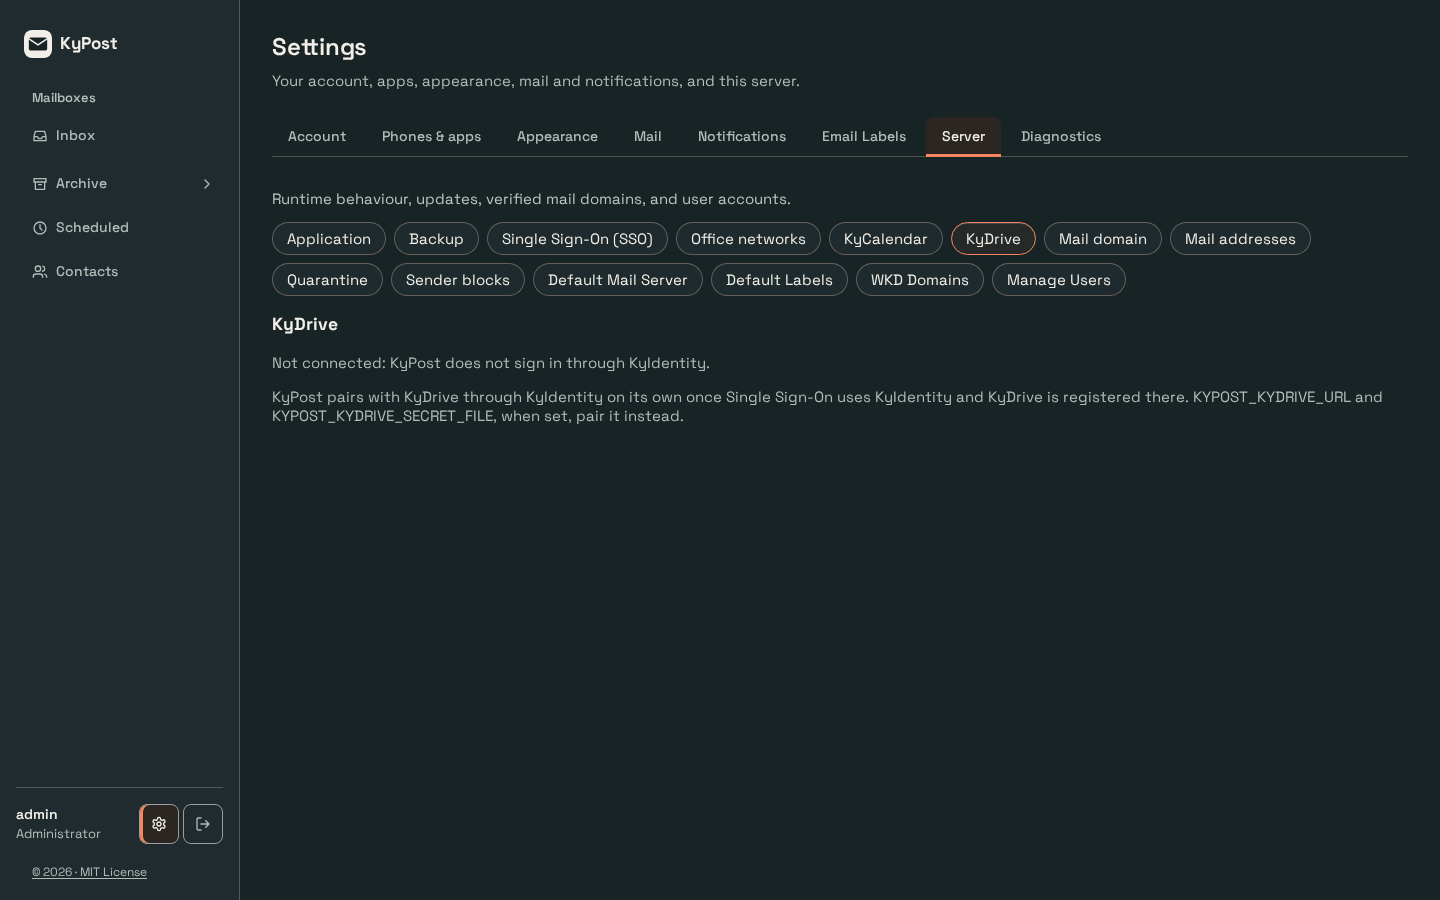 KyPost
Mailboxes
Inbox
Archive
Scheduled
Contacts
admin
Administrator
© 2026 · MIT License
Settings
Your account, apps, appearance, mail and notifications, and this server.
Account Phones & apps Appearance Mail Notifications Email Labels Server Diagnostics
Runtime behaviour, updates, verified mail domains, and user accounts.
Application Backup Single Sign-On (SSO) Office networks KyCalendar KyDrive Mail domain Mail addresses
Quarantine Sender blocks Default Mail Server Default Labels WKD Domains Manage Users
KyDrive
Not connected: KyPost does not sign in through KyIdentity.
KyPost pairs with KyDrive through KyIdentity on its own once Single Sign-On uses KyIdentity and KyDrive is registered there. KYPOST_KYDRIVE_URL and
KYPOST_KYDRIVE_SECRET_FILE, when set, pair it instead.